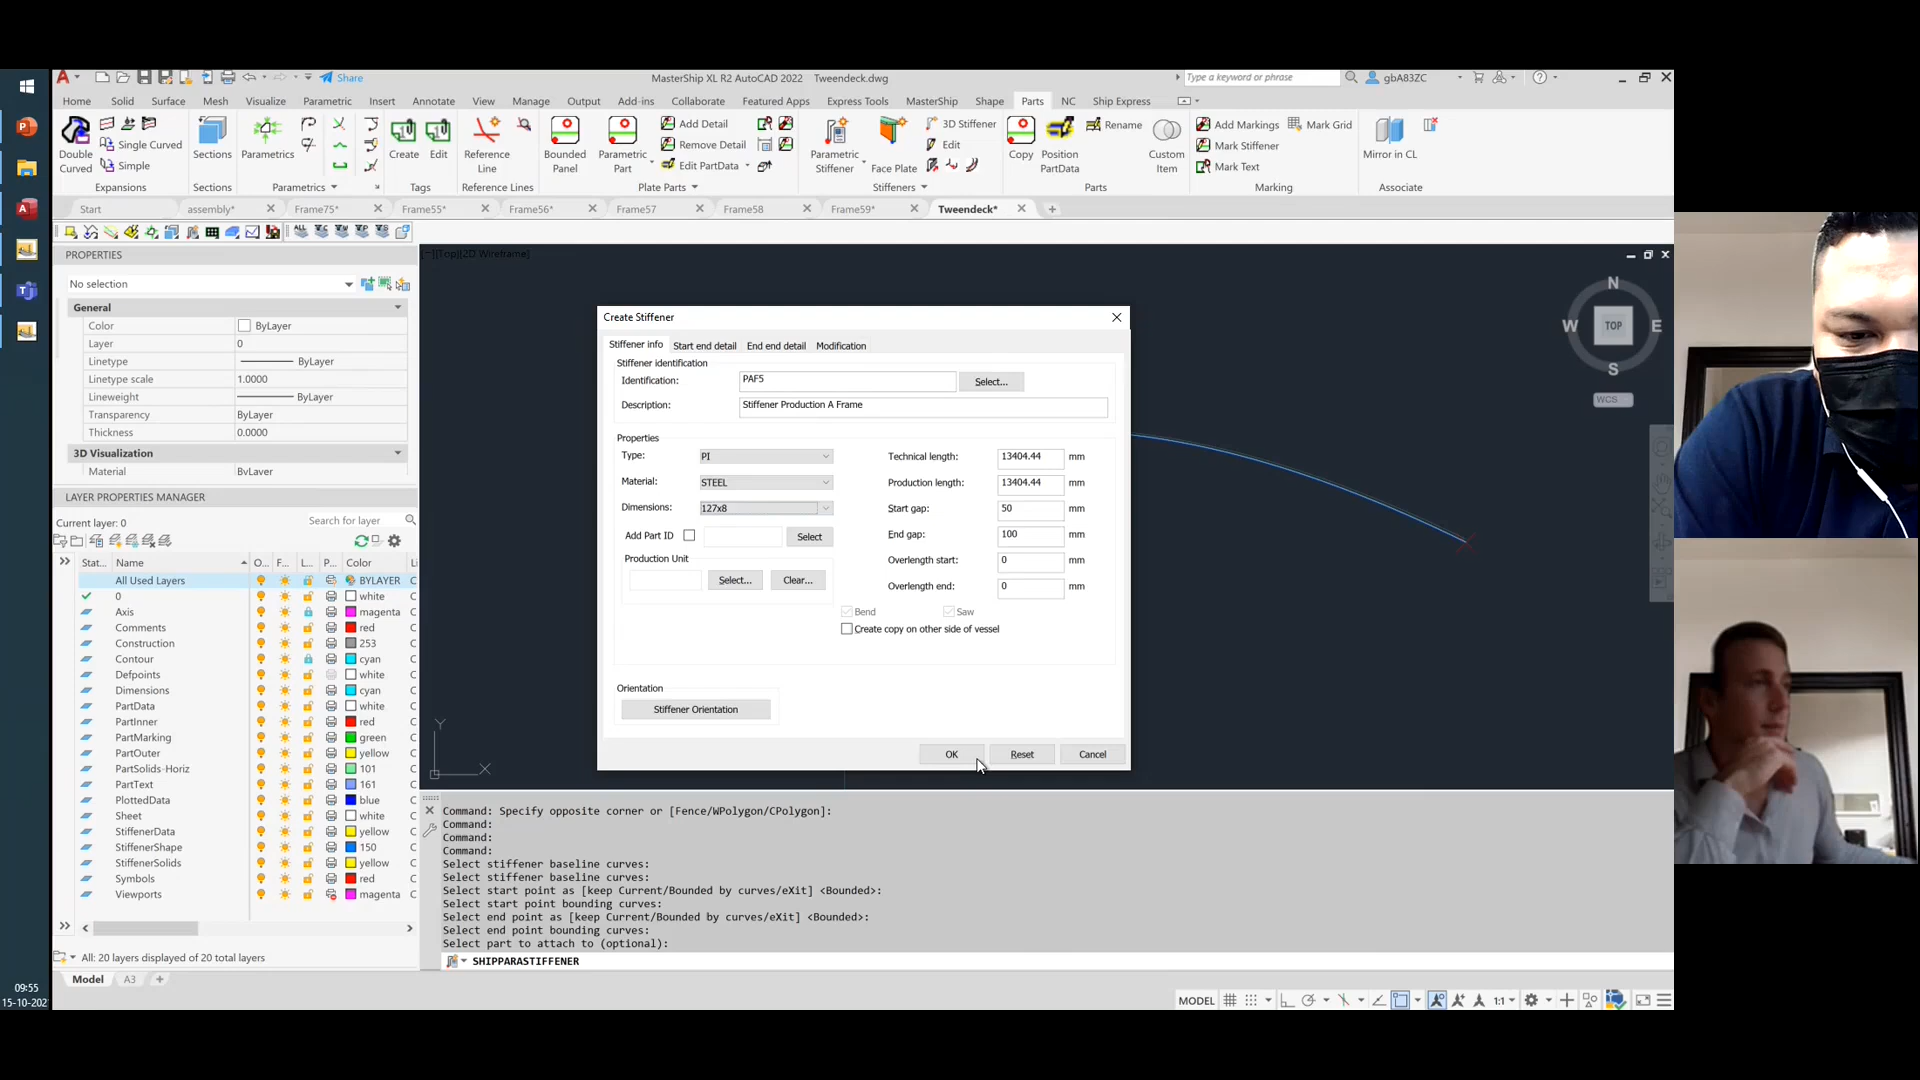 Share
MasterShip XL R2 AutoCAD 2022 Tweendeck.dwg
Type a keyword or phrase
gbA83ZC
Home Solid Surface Mesh Visualize Parametric Insert Annotate View Manage Output Add-ins Collaborate Featured Apps Express Tools MasterShip Shape Parts NC Ship Express
Double Curved
Single Curved
Simple
Expansions
Sections
Sections
Parametrics
Parametrics
Create
Edit
Tags
Reference Line
Reference Lines
Bounded Panel
Parametric Part
Add Detail
Remove Detail
Edit PartData
Plate Parts
Parametric Stiffener
Face Plate
3D Stiffener
Edit
Stiffeners
Copy
Position PartData
Rename
Custom Item
Parts
Add Markings
Mark Grid
Mark Stiffener
Mark Text
Marking
Mirror in CL
Associate
Start assembly* Frame75* Frame55* Frame56* Frame57 Frame58 Frame59* Tweendeck*
ALL
PROPERTIES
No selection
General
Color ByLayer
Layer 0
Linetype ByLayer
Linetype scale 1.0000
Lineweight ByLayer
Transparency ByLayer
Thickness 0.0000
3D Visualization
Material ByLayer
LAYER PROPERTIES MANAGER
Current layer: 0
Search for layer
Stat... Name O... F... L... P... Color Li
All Used Layers BYLAYER C
0 white C
Axis magenta C
Comments red C
Construction 253 C
Contour cyan C
Defpoints white C
Dimensions cyan C
PartData white C
PartInner red C
PartMarking green C
PartOuter yellow C
PartSolids-Horiz 101 C
PartText 161 C
PlottedData blue C
Sheet white C
StiffenerData yellow C
StiffenerShape 150 C
StiffenerSolids yellow C
Symbols red C
Viewports magenta C
All: 20 layers displayed of 20 total layers
Model A3
[−][Top][2D Wireframe]
N
W TOP E
S
WCS
Y
X
Create Stiffener
Stiffener info Start end detail End end detail Modification
Stiffener identification
Identification: PAF5 Select...
Description: Stiffener Production A Frame
Properties
Type: PI
Material: STEEL
Dimensions: 127x8
Add Part ID Select
Production Unit
Select... Clear...
Technical length: 13404.44 mm
Production length: 13404.44 mm
Start gap: 50 mm
End gap: 100 mm
Overlength start: 0 mm
Overlength end: 0 mm
Bend Saw
Create copy on other side of vessel
Orientation
Stiffener Orientation
OK Reset Cancel
Command: Specify opposite corner or [Fence/WPolygon/CPolygon]:
Command:
Command:
Command:
Select stiffener baseline curves:
Select stiffener baseline curves:
Select start point as [keep Current/Bounded by curves/eXit] <Bounded>:
Select start point bounding curves:
Select end point as [keep Current/Bounded by curves/eXit] <Bounded>:
Select end point bounding curves:
Select part to attach to (optional):
SHIPPARASTIFFENER
MODEL
1:1
09:55
15-10-202